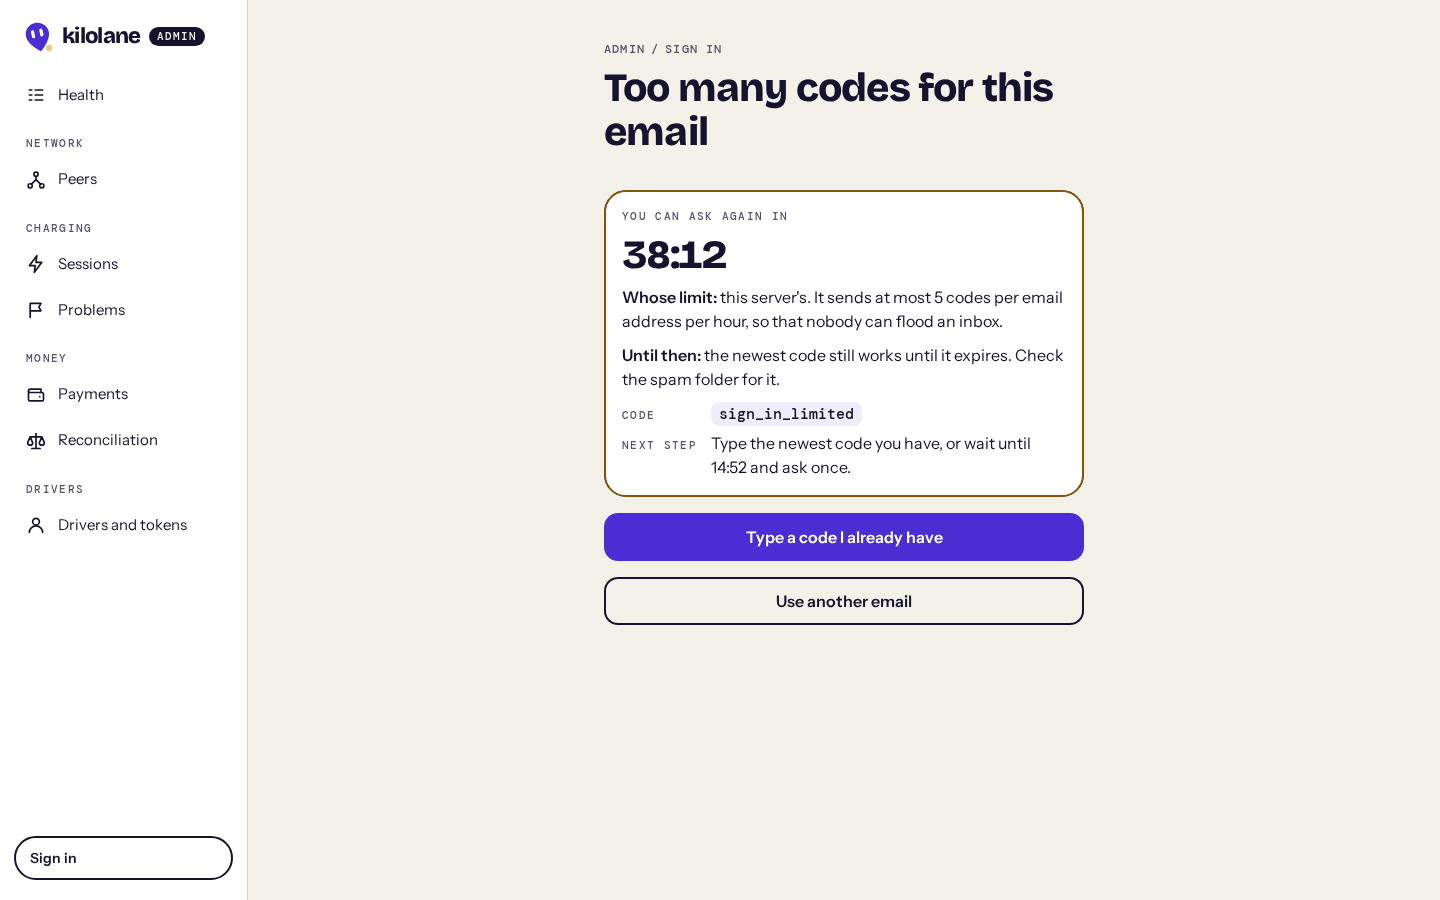 kilolane ADMIN
Health
NETWORK
Peers
CHARGING
Sessions
Problems
MONEY
Payments
Reconciliation
DRIVERS
Drivers and tokens
Sign in
ADMIN / SIGN IN
Too many codes for this
email
YOU CAN ASK AGAIN IN
38:12
Whose limit: this server's. It sends at most 5 codes per email
address per hour, so that nobody can flood an inbox.
Until then: the newest code still works until it expires. Check
the spam folder for it.
CODE sign_in_limited
NEXT STEP Type the newest code you have, or wait until
14:52 and ask once.
Type a code I already have
Use another email